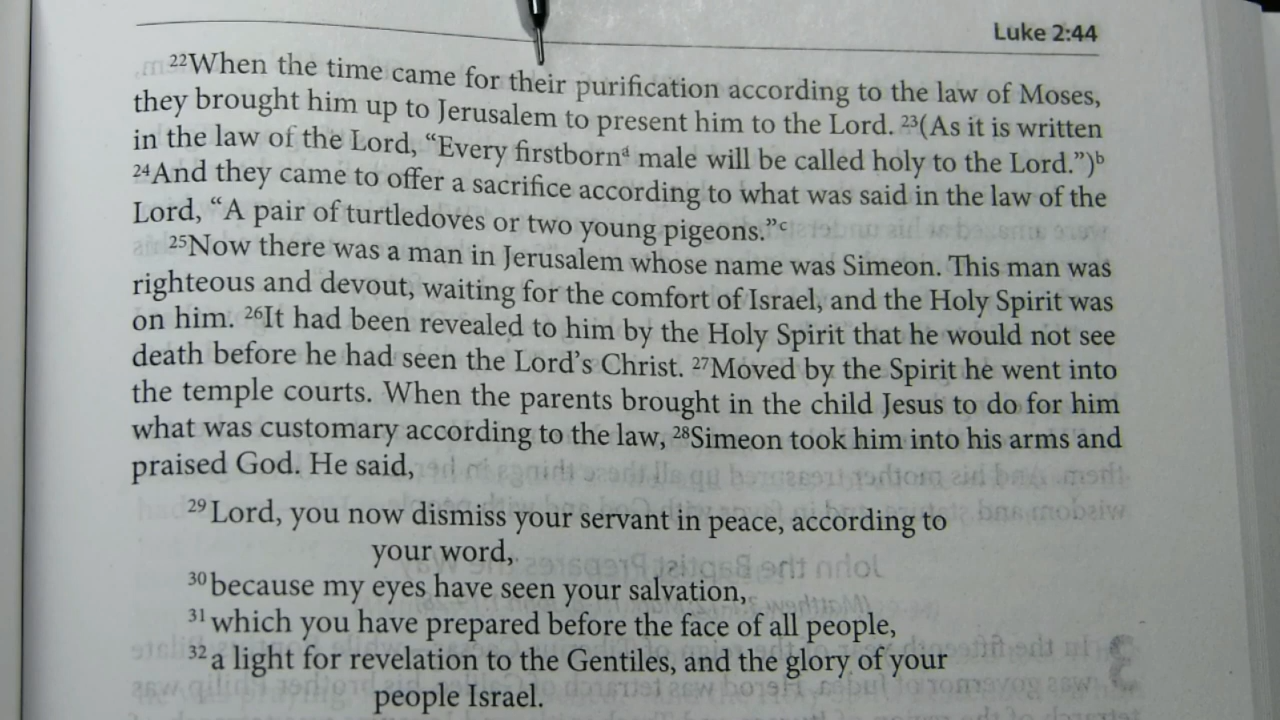 Luke 2:44
²²When the time came for their purification according to the law of Moses,
they brought him up to Jerusalem to present him to the Lord. ²³(As it is written
in the law of the Lord, “Every firstbornᵃ male will be called holy to the Lord.”)ᵇ
²⁴And they came to offer a sacrifice according to what was said in the law of the
Lord, “A pair of turtledoves or two young pigeons.”ᶜ
²⁵Now there was a man in Jerusalem whose name was Simeon. This man was
righteous and devout, waiting for the comfort of Israel, and the Holy Spirit was
on him. ²⁶It had been revealed to him by the Holy Spirit that he would not see
death before he had seen the Lord’s Christ. ²⁷Moved by the Spirit he went into
the temple courts. When the parents brought in the child Jesus to do for him
what was customary according to the law, ²⁸Simeon took him into his arms and
praised God. He said,
²⁹Lord, you now dismiss your servant in peace, according to
your word,
³⁰because my eyes have seen your salvation,
³¹which you have prepared before the face of all people,
³²a light for revelation to the Gentiles, and the glory of your
people Israel.